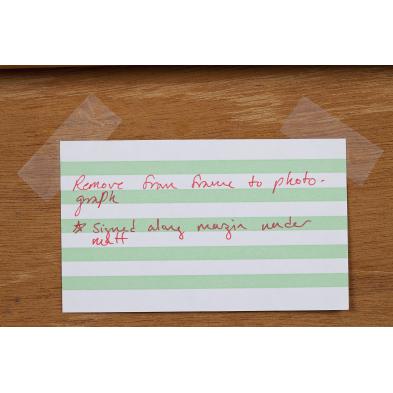 Remove from frame to photo-
graph
* Signed along margin under
matt